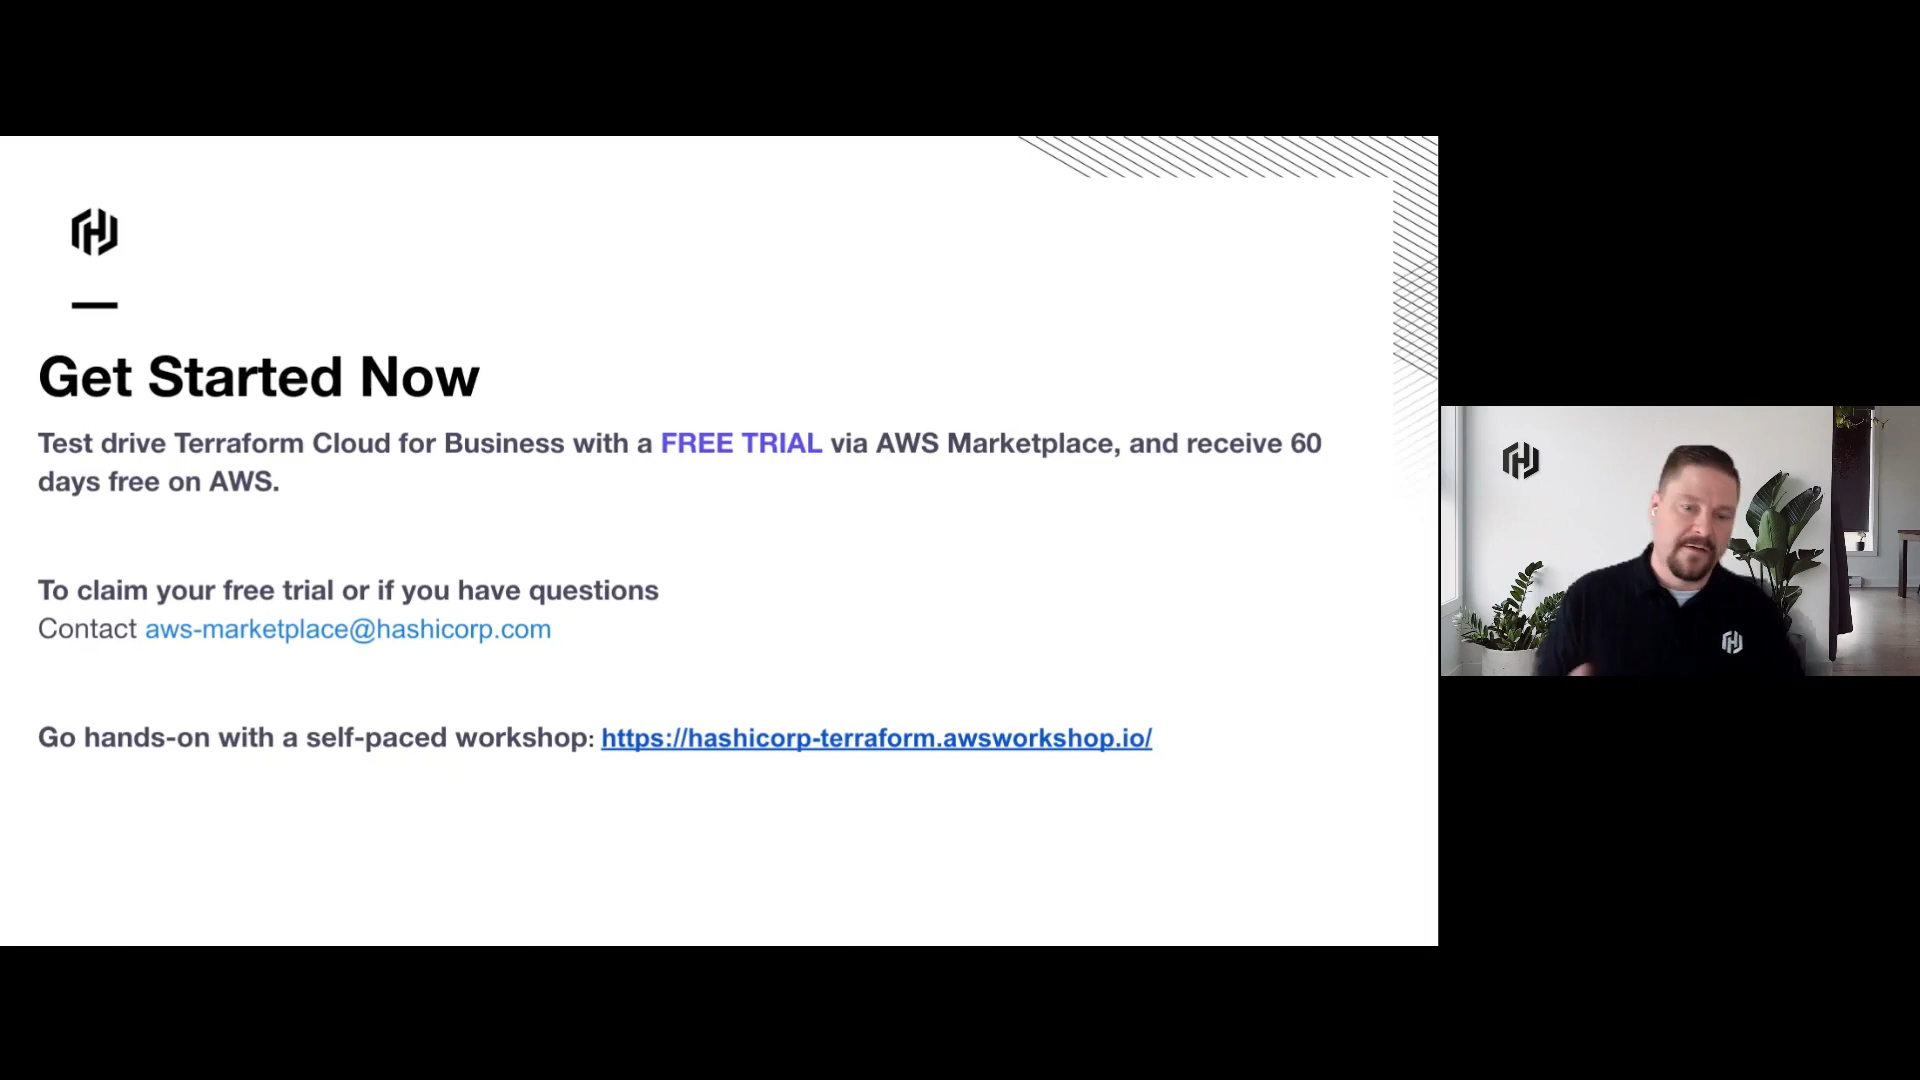 Get Started Now
Test drive Terraform Cloud for Business with a FREE TRIAL via AWS Marketplace, and receive 60
days free on AWS.
To claim your free trial or if you have questions
Contact aws-marketplace@hashicorp.com
Go hands-on with a self-paced workshop: https://hashicorp-terraform.awsworkshop.io/